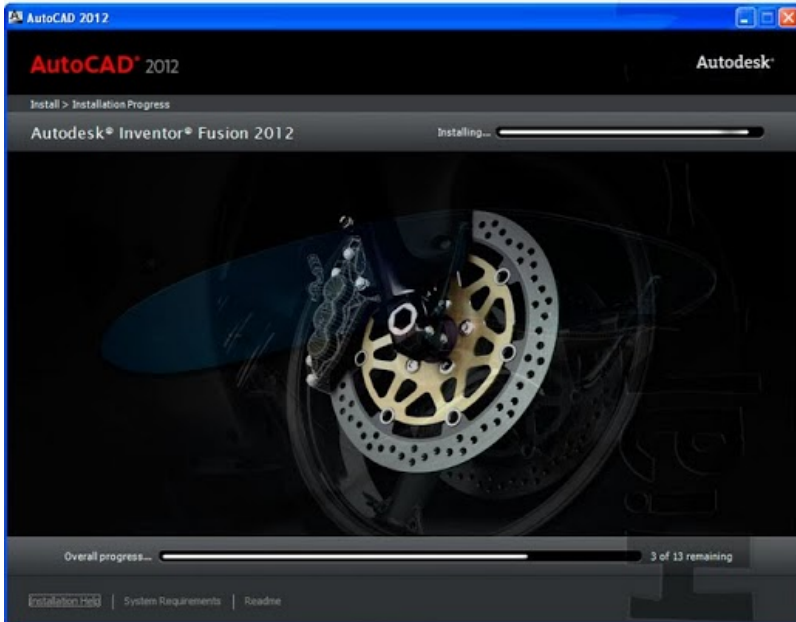 AutoCAD 2012
AutoCAD® 2012
Autodesk®
Install > Installation Progress
Autodesk® Inventor® Fusion 2012
Installing...
Overall progress...
3 of 13 remaining
Installation Help | System Requirements | Readme